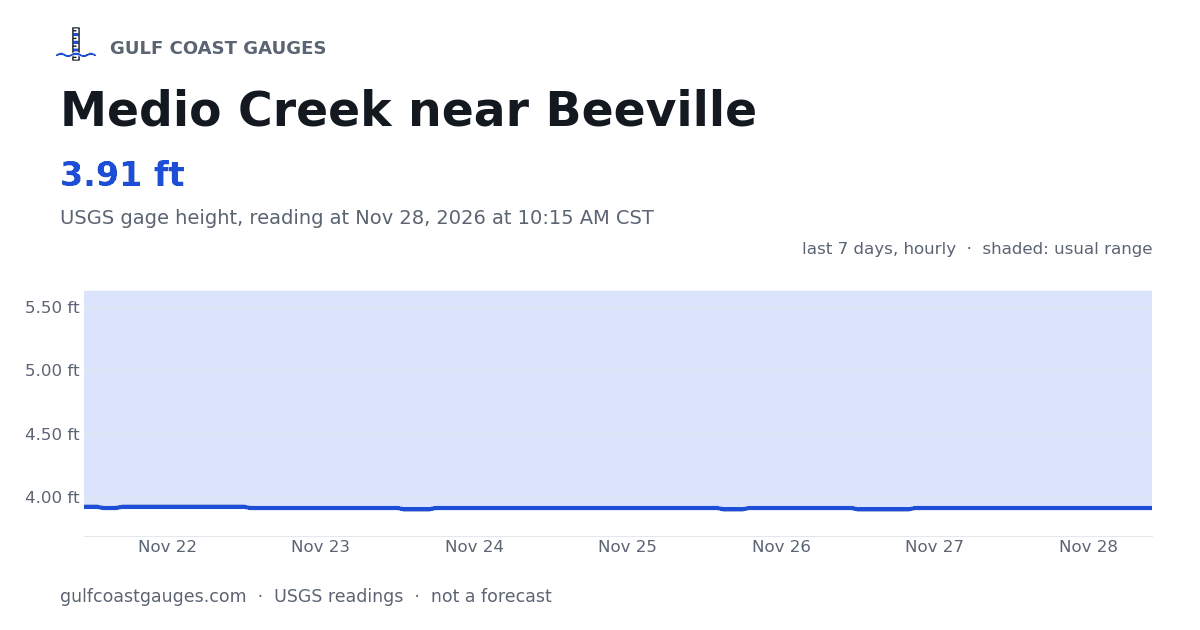 GULF COAST GAUGES
Medio Creek near Beeville
3.91 ft
USGS gage height, reading at Nov 28, 2026 at 10:15 AM CST
last 7 days, hourly · shaded: usual range
5.50 ft
5.00 ft
4.50 ft
4.00 ft
Nov 22 Nov 23 Nov 24 Nov 25 Nov 26 Nov 27 Nov 28
gulfcoastgauges.com · USGS readings · not a forecast